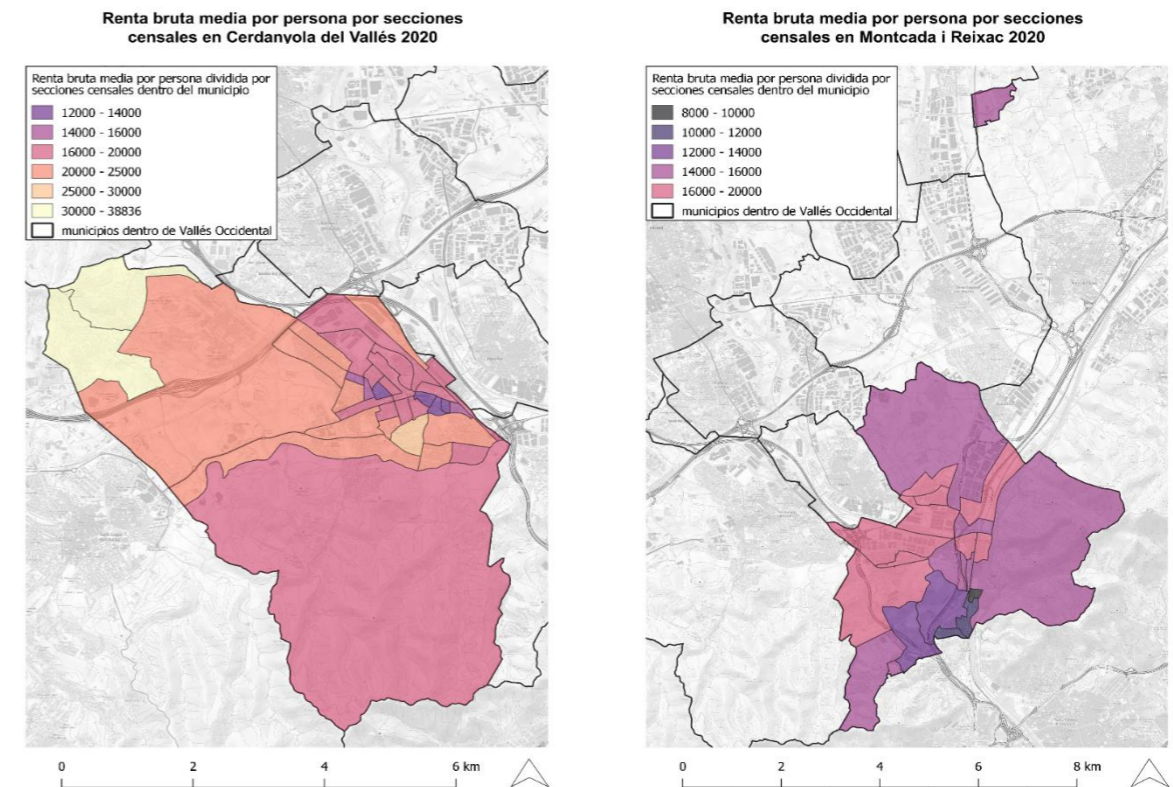 Renta bruta media por persona por secciones
censales en Cerdanyola del Vallés 2020
Renta bruta media por persona dividida por
secciones censales dentro del municipio
12000 - 14000
14000 - 16000
16000 - 20000
20000 - 25000
25000 - 30000
30000 - 38836
municipios dentro de Vallés Occidental
0 2 4 6 km
Renta bruta media por persona por secciones
censales en Montcada i Reixac 2020
Renta bruta media por persona dividida por
secciones censales dentro del municipio
8000 - 10000
10000 - 12000
12000 - 14000
14000 - 16000
16000 - 20000
municipios dentro de Vallés Occidental
0 2 4 6 8 km